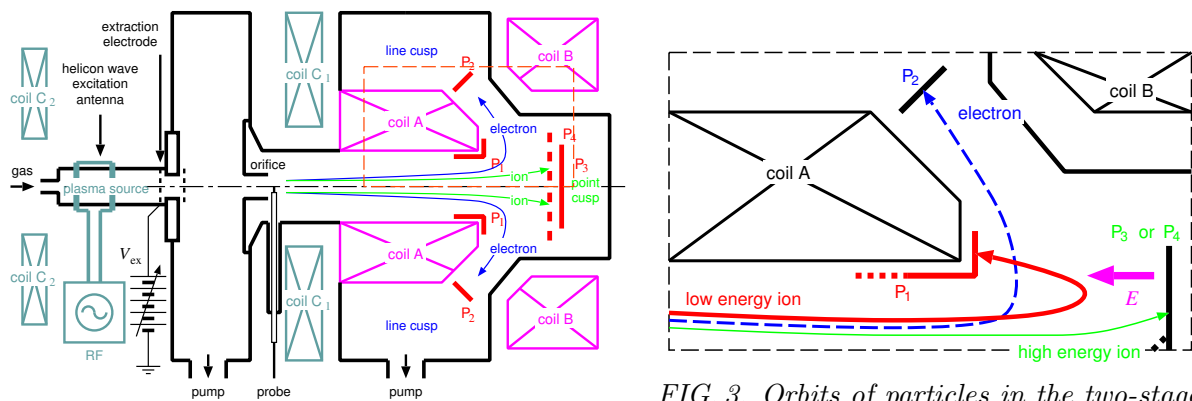 extraction
electrode
helicon wave
excitation
antenna
coil C2
coil C1
line cusp
P2
coil B
coil A
electron
P4
orifice
P1
P3
gas
plasma source
ion
point
cusp
ion
P1
electron
coil C2
Vex
coil A
coil C1
P2
line cusp
coil B
RF
pump
probe
pump
P2
electron
coil B
coil A
P3 or P4
P1
low energy ion
E
high energy ion
FIG. 3. Orbits of particles in the two-stage